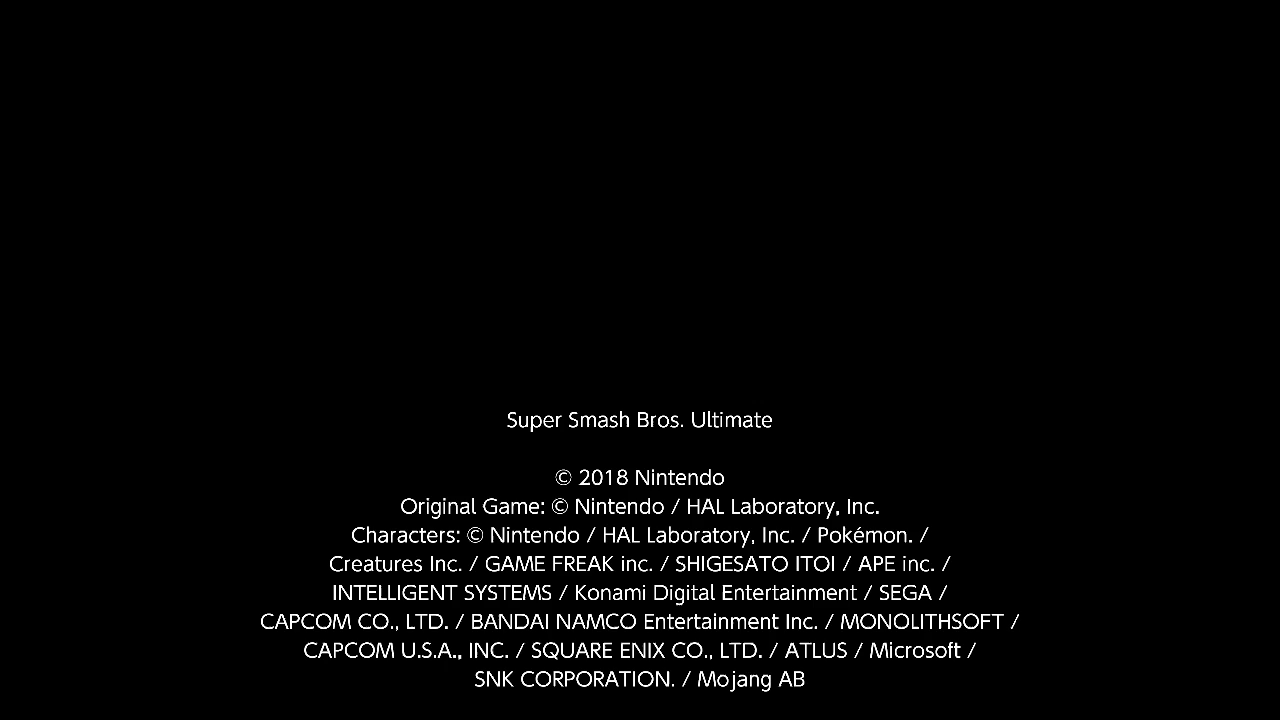 Super Smash Bros. Ultimate
© 2018 Nintendo
Original Game: © Nintendo / HAL Laboratory, Inc.
Characters: © Nintendo / HAL Laboratory, Inc. / Pokémon. /
Creatures Inc. / GAME FREAK inc. / SHIGESATO ITOI / APE inc. /
INTELLIGENT SYSTEMS / Konami Digital Entertainment / SEGA /
CAPCOM CO., LTD. / BANDAI NAMCO Entertainment Inc. / MONOLITHSOFT /
CAPCOM U.S.A., INC. / SQUARE ENIX CO., LTD. / ATLUS / Microsoft /
SNK CORPORATION. / Mojang AB